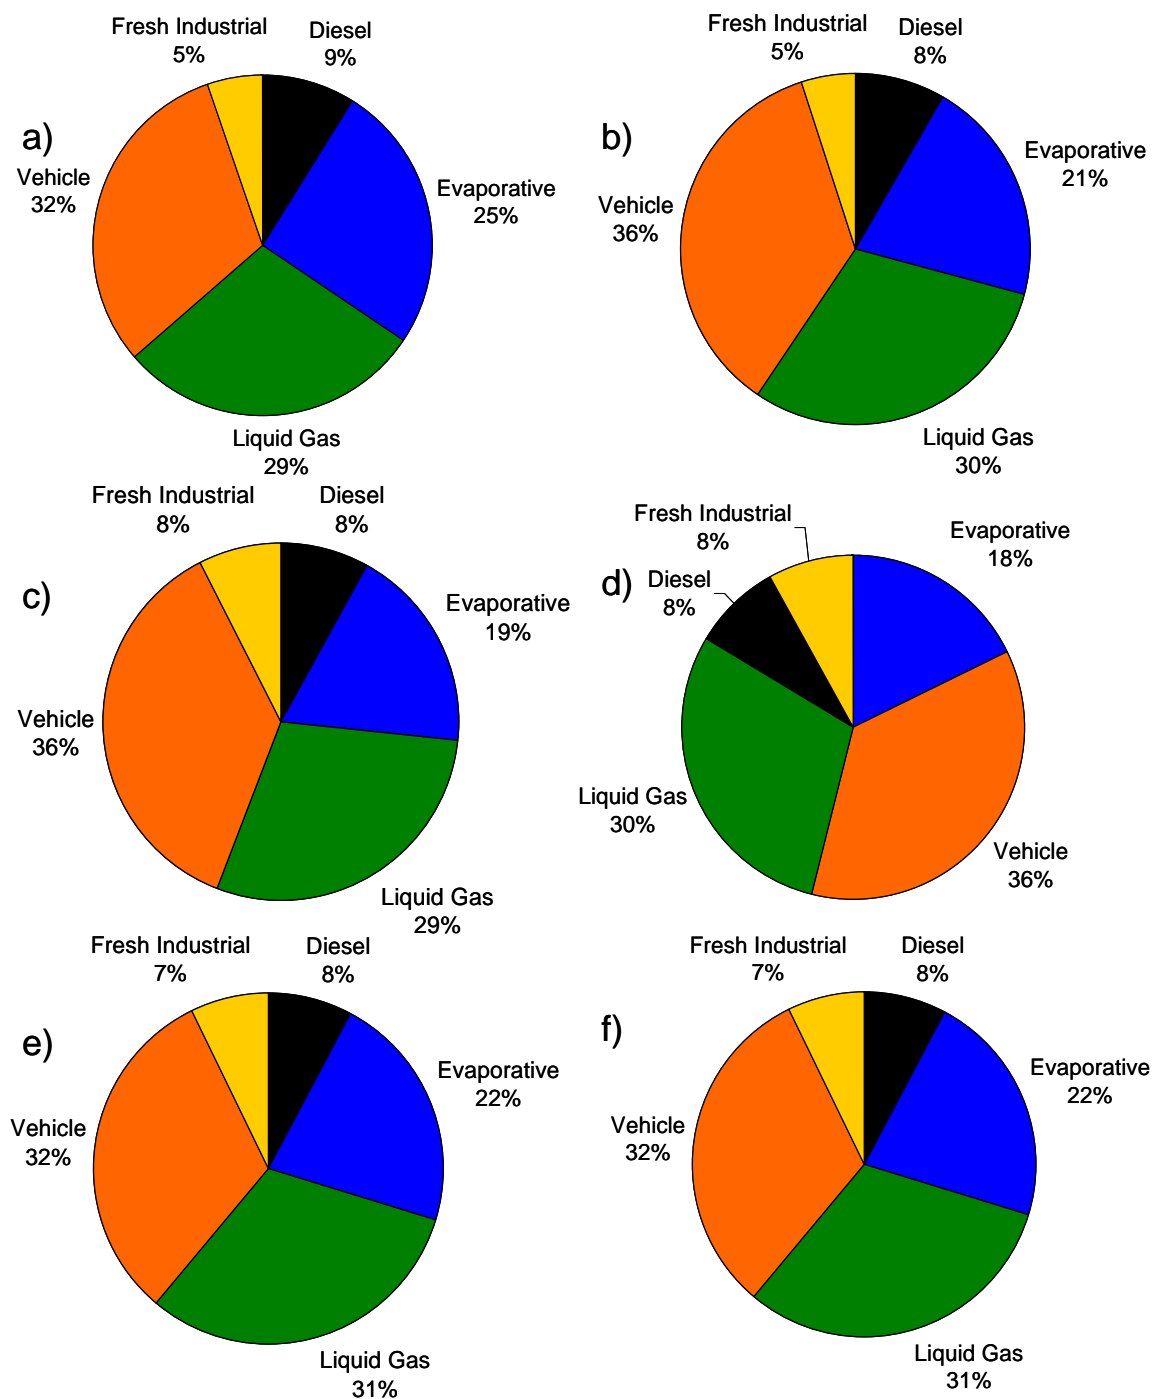 Fresh Industrial
5%
Diesel
9%
a)
Vehicle
32%
Evaporative
25%
Liquid Gas
29%
Fresh Industrial
5%
Diesel
8%
b)
Evaporative
21%
Vehicle
36%
Liquid Gas
30%
Fresh Industrial
8%
Diesel
8%
c)
Evaporative
19%
Vehicle
36%
Liquid Gas
29%
Fresh Industrial
8%
Evaporative
18%
d)
Diesel
8%
Liquid Gas
30%
Vehicle
36%
Fresh Industrial
7%
Diesel
8%
e)
Evaporative
22%
Vehicle
32%
Liquid Gas
31%
Fresh Industrial
7%
Diesel
8%
f)
Evaporative
22%
Vehicle
32%
Liquid Gas
31%